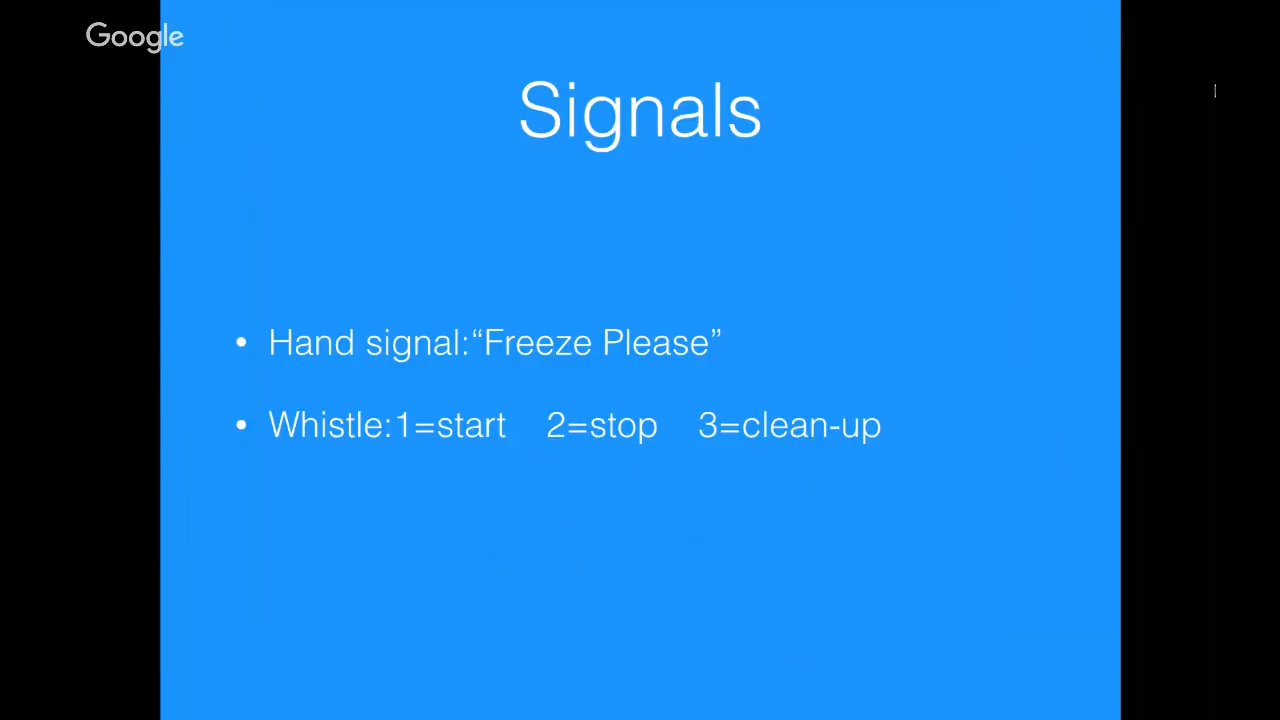 Google
Signals
• Hand signal:“Freeze Please”
• Whistle:1=start 2=stop 3=clean-up